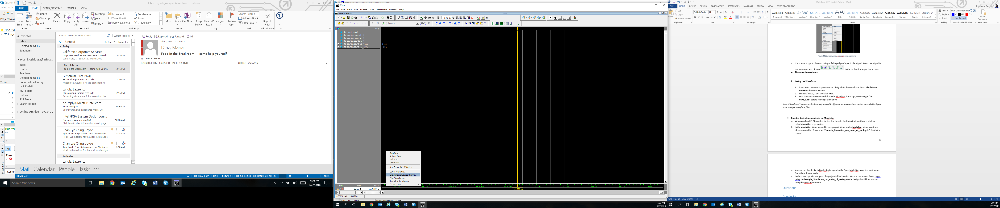 Inbox - ayushi.joshipura@intel.com - Outlook
FILE HOME SEND / RECEIVE FOLDER VIEW
New Email
New Items
Ignore
Clean Up
Junk
Delete
Reply
Reply All
Forward
Meeting
IM
More
Move to: ?
To Manager
Team Email
Done
Reply & Delete
Create New
Move
Rules
OneNote
Assign Policy
Unread/ Read
Categorize
Follow Up
Search People
Address Book
Filter Email
Report Phish
New
Delete
Respond
Quick Steps
Move
Tags
Find
PhishAlarm®
CTP
Favorites
Inbox
Deleted Items 58
Sent Items
ayushi.joshipura@intel.c...
Inbox
Drafts
Sent Items
Deleted Items 58
Conversation History
Junk E-Mail
My Folders
Outbox
RSS Feeds
Search Folders
Online Archive - ayushi.j...
Search Current Mailbox (Ctrl+E)
Current Mailbox
All Unread
By Date Newest
Today
California Corporate Services
Corporate Services Site Newsletter - March... 3:33 PM
Santa Clara, SF, San Jose / March 2018
Diaz, Maria
Food in the Breakroom -- come help yours... 2:16 PM
Girisankar, Sree Balaji
RE: rotation program tech talks 2:16 PM
Awesomee Ayushiii !! All the best! Rock it!
Landis, Lawrence
RE: rotation program tech talks 2:16 PM
Resending since some folks weren't on the
no-reply@MeetUP.intel.com
MeetUP Digest 10:16 AM
Your Event News Experience More. Live
Intel FPGA System Design Jour...
Opening a Window into SoCs 10:08 AM
Click here to view this email as a web page
Chan Lye Ching, Joyce
April Inside Edge Submissions due Wednes... 5:25 AM
Hi all, Submissions for the April Inside Edge
Chan Lye Ching, Joyce
April Inside Edge Submissions due Wednes... 5:10 AM
Hi all, Submissions for the April Inside Edge
Yesterday
Landis, Lawrence
Reply Reply All Forward IM
Thu 3/22/2018 2:16 PM
Diaz, Maria
Food in the Breakroom -- come help yourself
To PSG - CEG SJ
Retention Policy Mail Cloud - Inbox (60 days) Expires 5/21/2018
Mail Calendar People Tasks
ITEMS: 742
ALL FOLDERS ARE UP TO DATE. CONNECTED TO: MICROSOFT EXCHANGE (HEADERS) 100%
Search Windows
5:09 PM
3/22/2018
Wave
File Edit View Add Format Tools Bookmarks Window Help
Wave - Default
100 ps
Search:
Msgs
/tb_counter/clock 1
/tb_counter/reset_pll 0
/tb_counter/reset_... 0
/tb_counter/counte... 0
/tb_counter/count_up 0111 0111
/tb_counter/count_... 1001 1001
Goto Now
Activate Now
Lock Now
Delete Now
New Cursor @ 1159064 ps
Cursor Properties...
Grid, Timeline & Cursor Control...
Filter Waveform...
Sync All Active Cursors
Cursor Linking
Now 1160 ns
1159.3 ns 1159.4 ns 1159.5 ns 1159.6 ns 1159.7 ns 1159.8 ns 1159.9 ns 1160 ns
Cursor 1 1159.533 ns 1159.533 ns
1159050 ps to 1160050 ps
5:09 PM
3/22/2018
Workshop_SSIII_Update2.docx - Word
FILE HOME INSERT DESIGN PAGE LAYOUT REFERENCES MAILINGS REVIEW VIEW FOXIT READER PDF
Joshipura, Ayushi
Cut
Copy
Format Painter
Calibri (Body) 11
¶ Normal ¶ No Spac... Heading 1 Heading 2 Heading 3 Title Subtitle Subtle Em... Emphasis Intense E... Strong Quote Intense Q...
Find
Replace
Select
Intel Classifications
IC IRS ITS
Not Tagged
Protect Document
Clipboard Font Paragraph Styles Editing One Click Classification ERM Protect
FIGURE 22 WAVEFORM FROM MODELSIM WITH SHORTCUTS
d. If you want to get to the next rising or falling edge of a particular signal. Select that signal in
the waveform and click on in the toolbar for respective actions.
e. Timescale in waveform:
f. Saving the Waveform:
1. If you want to save this particular set of signals in the waveform. Go to File → Save
Format in the wave window.
2. Name it "wave_1.do" and click Save.
3. Next time you run commands from the Modelsim Transcript, you can type "do
wave_1.do" before running a simulation.
Note: It is advised to name multiple waveforms with different names else it overwrites wave.do file if you
have multiple waveform files.
2. Running design independently on Modelsim:
a. When you Run RTL Simulation for the first time. In the Project folder, there is a folder
called simulation is generated.
b. In the simulation folder located in your project folder, under Modelsim folder look for a
.do extension file. There is an "Example_Simulation_run_msim_rtl_verilog.do" file that is
created.
22
c. You can run this do file in Modelsim independently. Open ModelSim using the start menu.
Once the software loads.
d. In the transcript window, go to the project folder location. Once in the project folder, type
using do Example_Simulation_run_msim_rtl_verilog.do the design should load without
using the Quartus Software.
Questions
Conclusion
PAGE 22 OF 45 6366 WORDS 91%
5:09 PM
3/22/2018